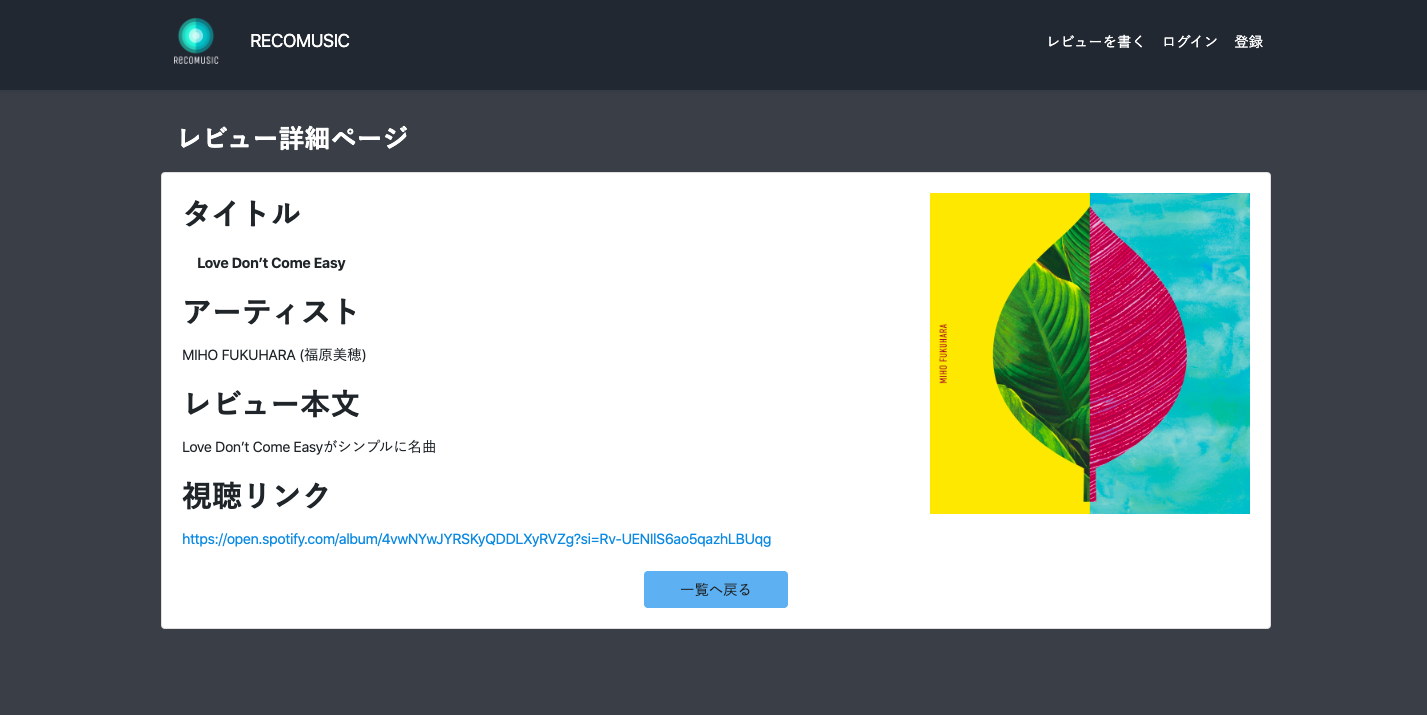 RECOMUSIC
RECOMUSIC
レビューを書く ログイン 登録
レビュー詳細ページ
タイトル
Love Don't Come Easy
アーティスト
MIHO FUKUHARA (福原美穂)
レビュー本文
Love Don't Come Easyがシンプルに名曲
視聴リンク
https://open.spotify.com/album/4vwNYwJYRSKyQDDLXyRVZg?si=Rv-UENIlS6ao5qazhLBUqg
一覧へ戻る
MIHO FUKUHARA